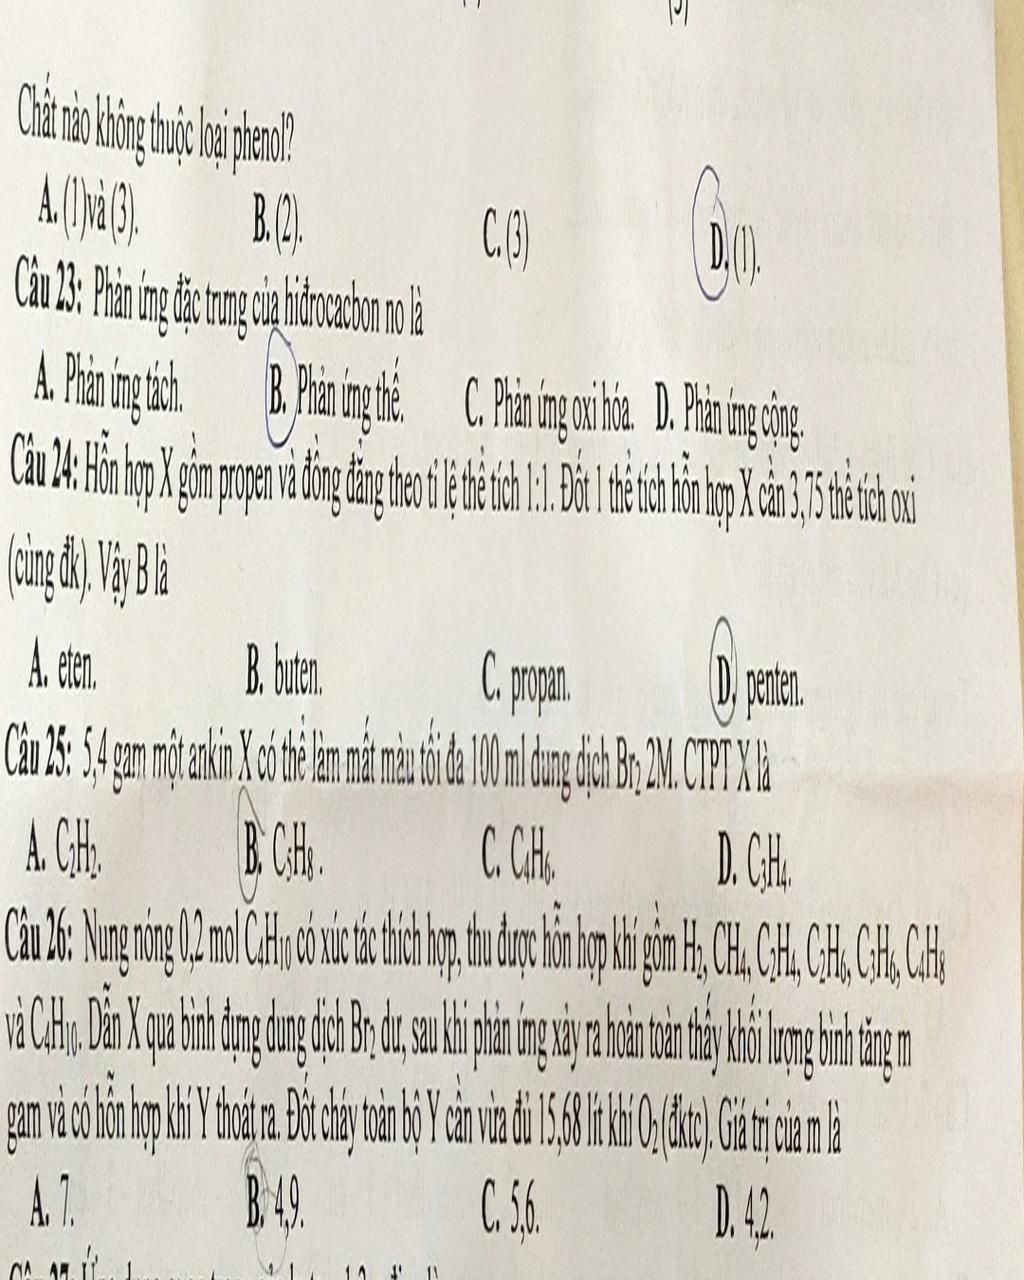 Chất nào không thuộc loại phenol?
A. (1)và (3). B. (2). C. (3) D. (1).
Câu 23: Phản ứng đặc trưng của hiđrocacbon no là
A. Phản ứng tách. B. Phản ứng thế. C. Phản ứng oxi hóa. D. Phản ứng cộng.
Câu 24: Hỗn hợp X gồm propen và đồng đẳng theo tỉ lệ thể tích 1:1. Đốt 1 thể tích hỗn hợp X cần 3,75 thể tích oxi
(cùng đk). Vậy B là
A. eten. B. buten. C. propan. D. penten.
Câu 25: 5,4 gam một ankin X có thể làm mất màu tối đa 100 ml dung dịch Br₂ 2M. CTPT X là
A. C₂H₂. B. C₅H₈ . C. C₄H₆. D. C₃H₄.
Câu 26: Nung nóng 0,2 mol C₄H₁₀ có xúc tác thích hợp, thu được hỗn hợp khí gồm H₂, CH₄, C₂H₄, C₂H₆, C₃H₆, C₄H₈
và C₄H₁₀. Dẫn X qua bình đựng dung dịch Br₂ dư, sau khi phản ứng xảy ra hoàn toàn thấy khối lượng bình tăng m
gam và có hỗn hợp khí Y thoát ra. Đốt cháy toàn bộ Y cần vừa đủ 15,68 lít khí O₂ (đktc). Giá trị của m là
A. 7. B. 4,9. C. 5,6. D. 4,2.